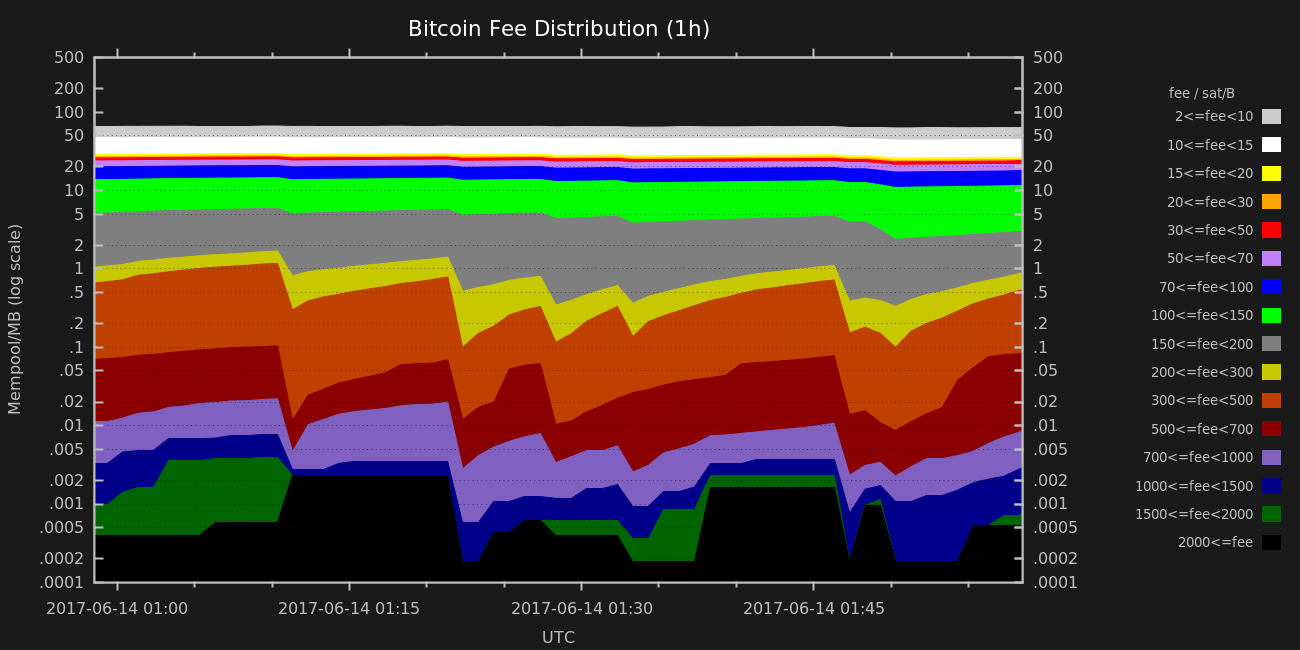 Bitcoin Fee Distribution (1h)
Mempool/MB (log scale)
500
200
100
50
20
10
5
2
1
.5
.2
.1
.05
.02
.01
.005
.002
.001
.0005
.0002
.0001
500
200
100
50
20
10
5
2
1
.5
.2
.1
.05
.02
.01
.005
.002
.001
.0005
.0002
.0001
2017-06-14 01:00
2017-06-14 01:15
2017-06-14 01:30
2017-06-14 01:45
UTC
fee / sat/B
2<=fee<10
10<=fee<15
15<=fee<20
20<=fee<30
30<=fee<50
50<=fee<70
70<=fee<100
100<=fee<150
150<=fee<200
200<=fee<300
300<=fee<500
500<=fee<700
700<=fee<1000
1000<=fee<1500
1500<=fee<2000
2000<=fee